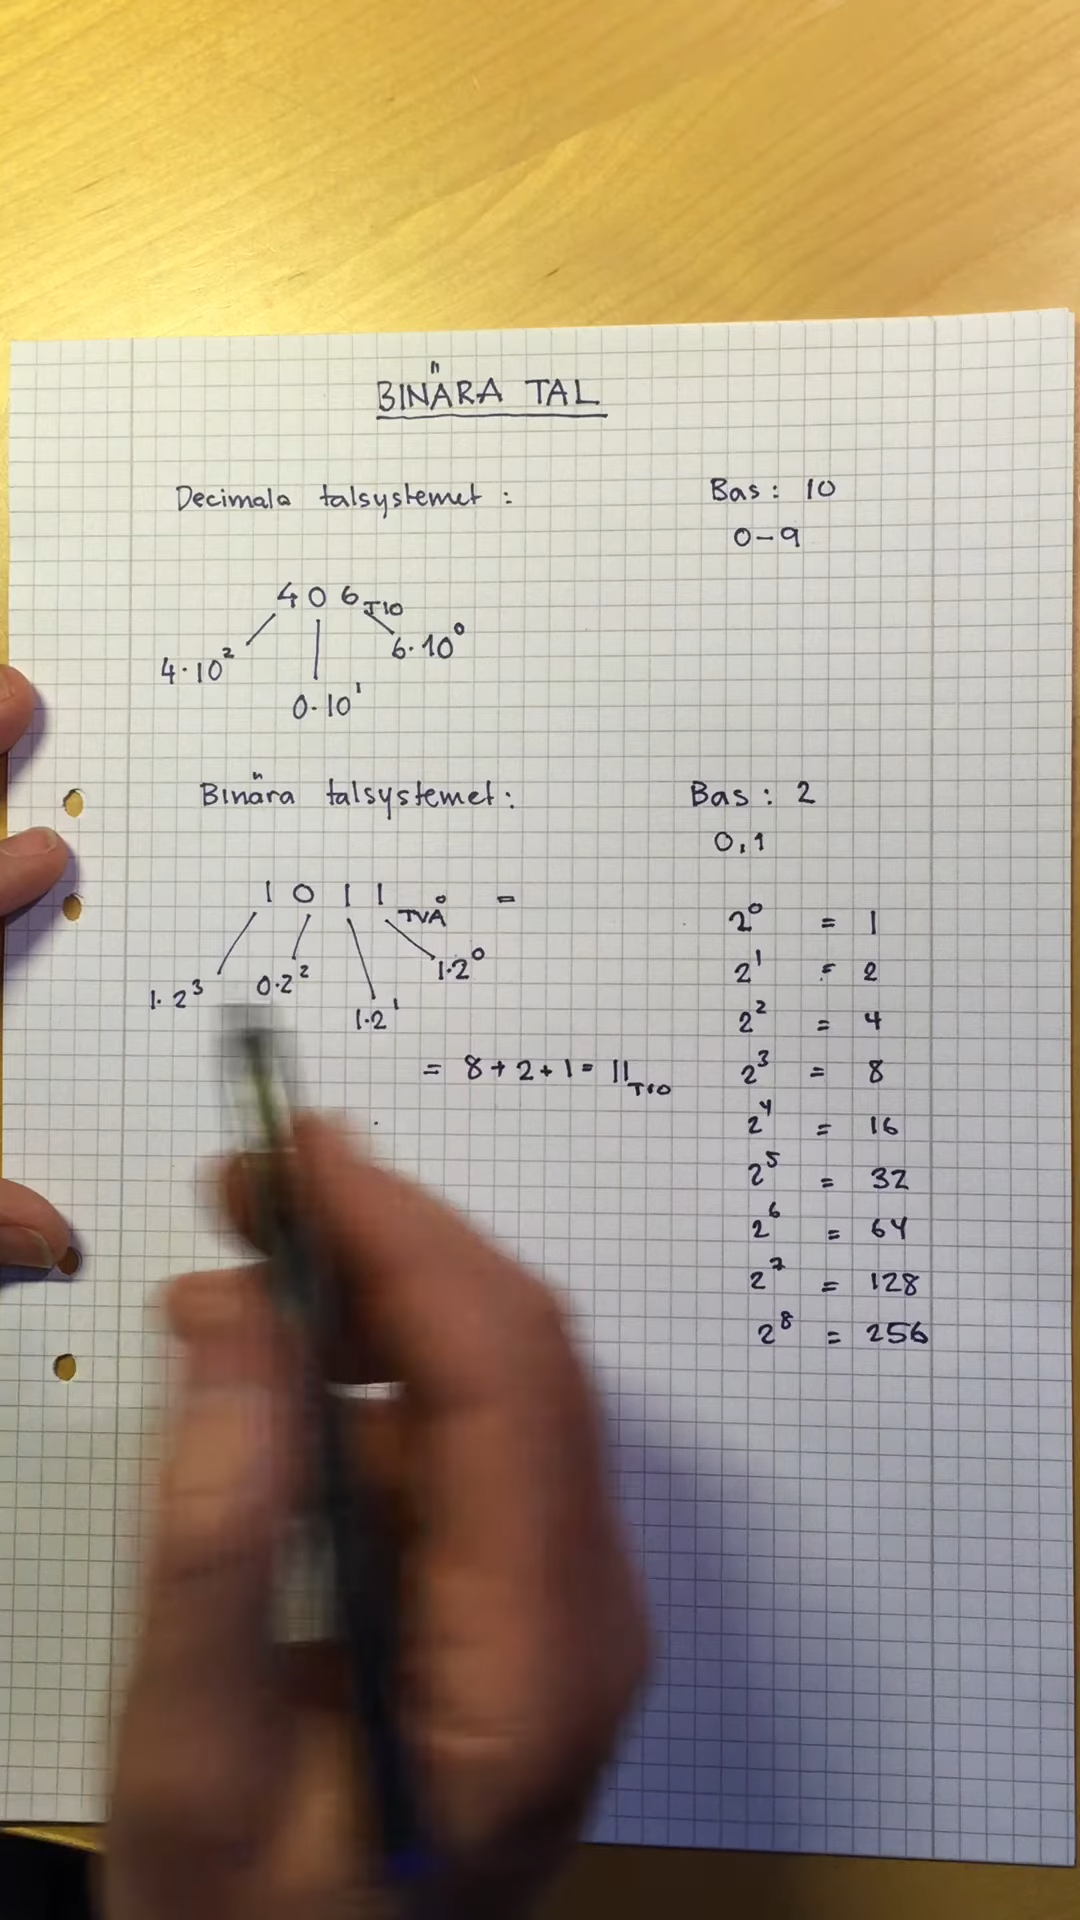 BINÄRA TAL
Decimala talsystemet : Bas : 10
0-9
406 TIO
4·10² 0·10¹ 6·10⁰
Binära talsystemet : Bas : 2
0,1
1 0 1 1 TVÅ =
1·2³ 0·2² 1·2¹ 1·2⁰
= 8+2+1= 11 TIO
2⁰ = 1
2¹ = 2
2² = 4
2³ = 8
2⁴ = 16
2⁵ = 32
2⁶ = 64
2⁷ = 128
2⁸ = 256